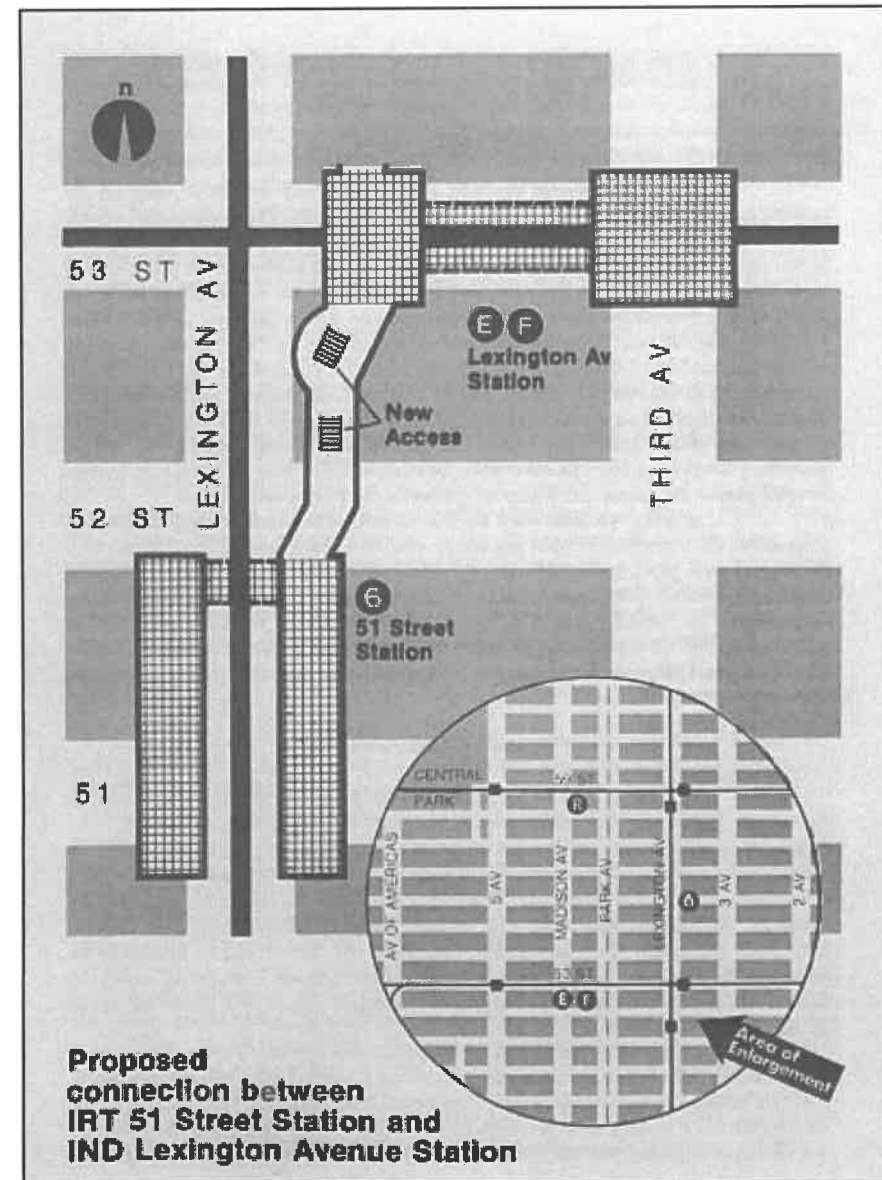 n
53 ST
LEXINGTON AV
E F
Lexington Av
Station
THIRD AV
New
Access
52 ST
6
51 Street
Station
51
CENTRAL
PARK
59 ST
R
AV OF AMERICAS
5 AV
MADISON AV
PARK AV
LEXINGTON AV
6
3 AV
2 AV
53 ST
E F
Area of
Enlargement
Proposed
connection between
IRT 51 Street Station and
IND Lexington Avenue Station